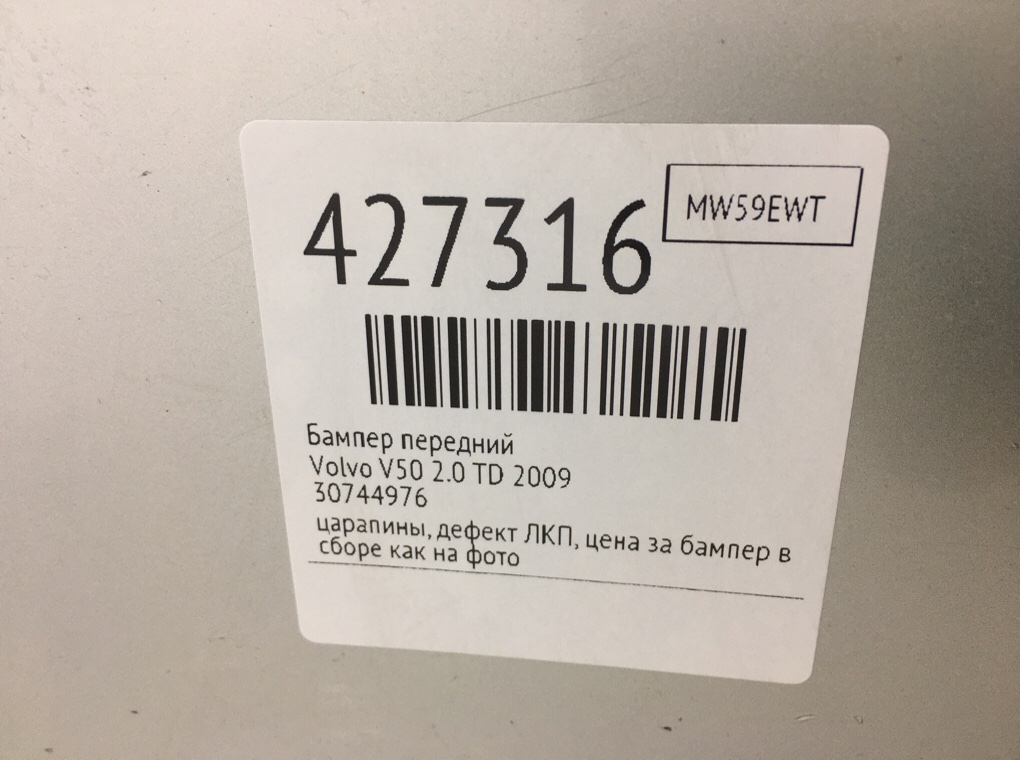 427316
MW59EWT
Бампер передний
Volvo V50 2.0 TD 2009
30744976
царапины, дефект ЛКП, цена за бампер в
сборе как на фото